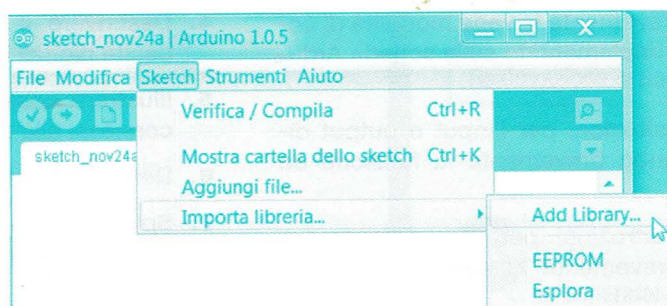 sketch_nov24a | Arduino 1.0.5
File Modifica Sketch Strumenti Aiuto
Verifica / Compila Ctrl+R
sketch_nov24a
Mostra cartella dello sketch Ctrl+K
Aggiungi file...
Importa libreria...
Add Library...
EEPROM
Esplora